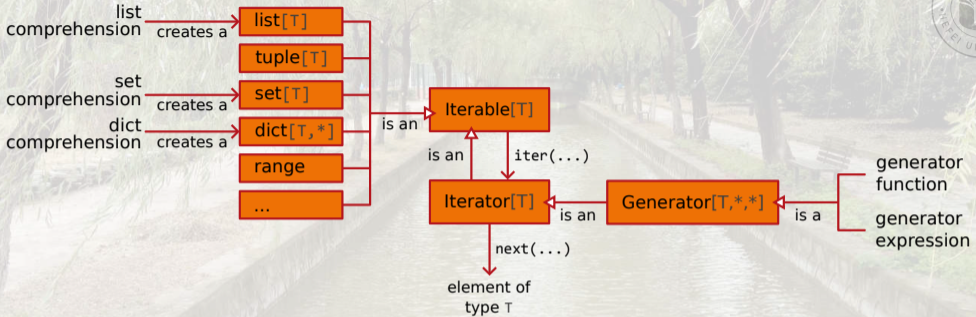 list
comprehension
creates a
list[T]
tuple[T]
set
comprehension
creates a
set[T]
dict
comprehension
creates a
dict[T,*]
range
...
is an
Iterable[T]
is an
iter(...)
Iterator[T]
is an
Generator[T,*,*]
is a
generator
function
generator
expression
next(...)
element of
type T